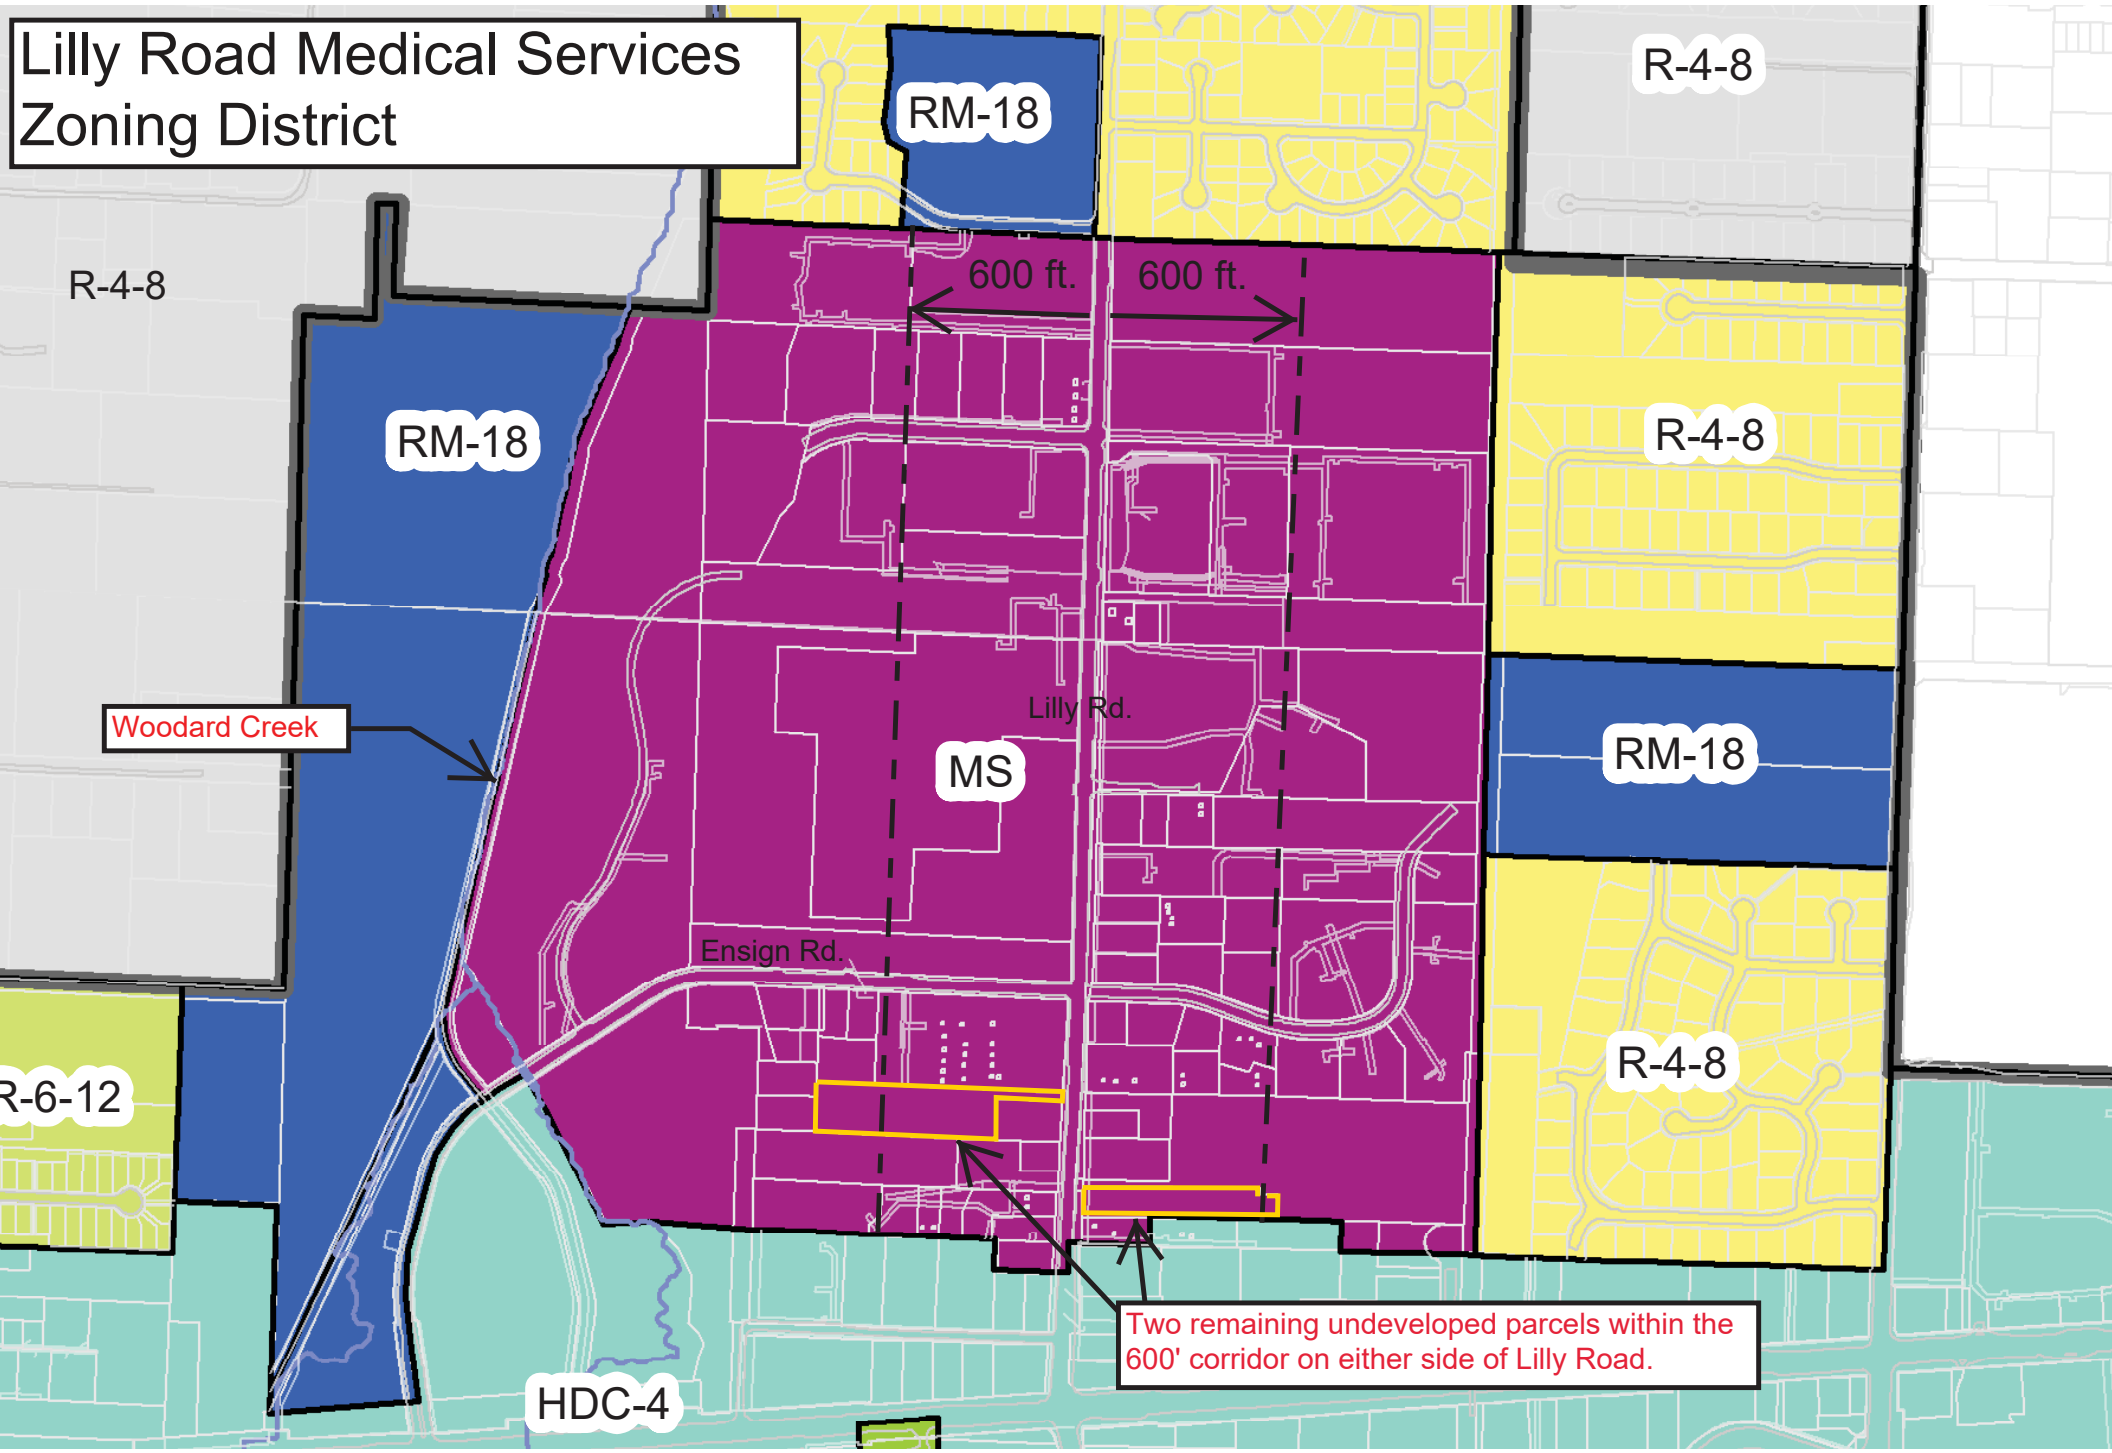 Lilly Road Medical Services
Zoning District
R-4-8
RM-18
600 ft.
600 ft.
R-4-8
RM-18
R-4-8
Lilly Rd.
Woodard Creek
RM-18
MS
Ensign Rd.
R-4-8
R-6-12
Two remaining undeveloped parcels within the
600' corridor on either side of Lilly Road.
HDC-4